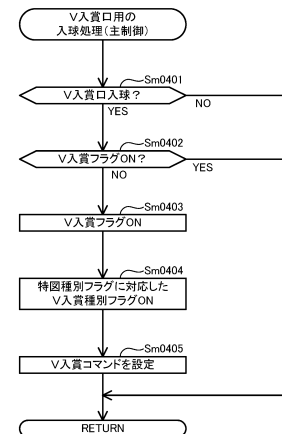 V入賞口用の
入球処理(主制御)
Sm0401
V入賞口入球？
NO
YES
Sm0402
V入賞フラグON？
YES
NO
Sm0403
V入賞フラグON
Sm0404
特図種別フラグに対応した
V入賞種別フラグON
Sm0405
V入賞コマンドを設定
RETURN